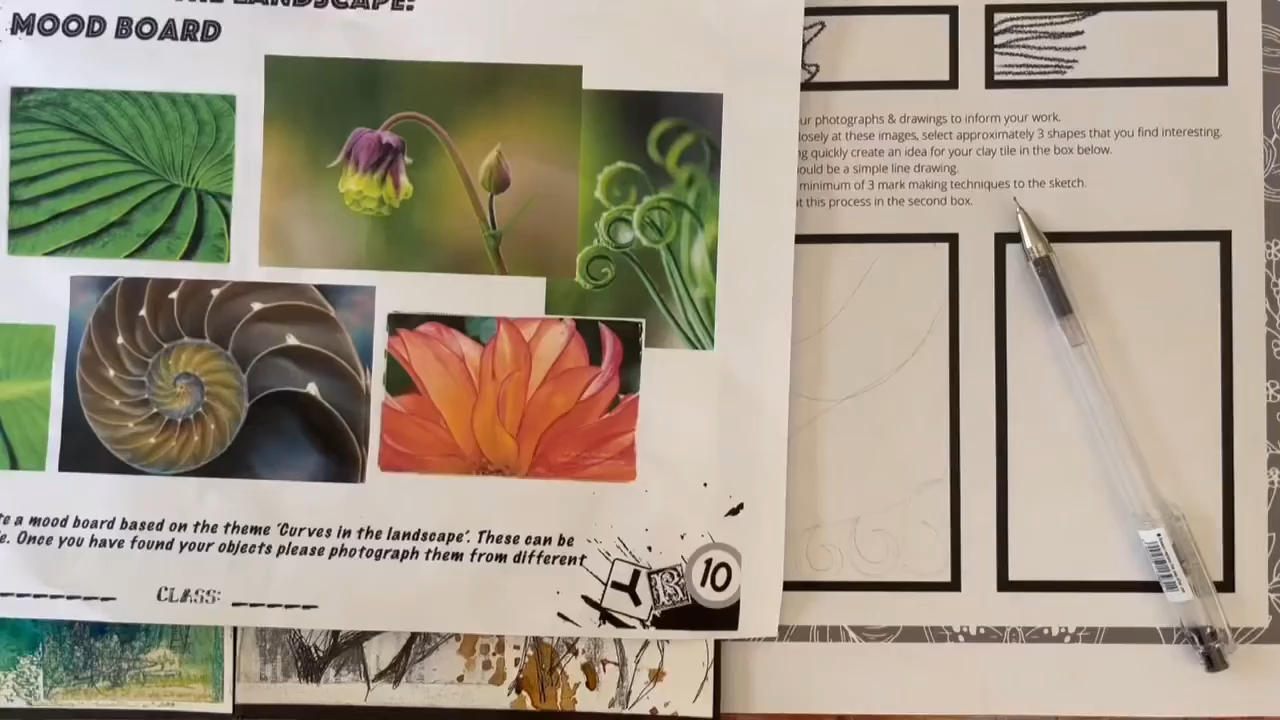 LANDSCAPE:
MOOD BOARD
ur photographs & drawings to inform your work.
losely at these images, select approximately 3 shapes that you find interesting.
g quickly create an idea for your clay tile in the box below.
ould be a simple line drawing.
minimum of 3 mark making techniques to the sketch.
t this process in the second box.
te a mood board based on the theme 'Curves in the landscape'. These can be
e. Once you have found your objects please photograph them from different
CLASS:
YR 10